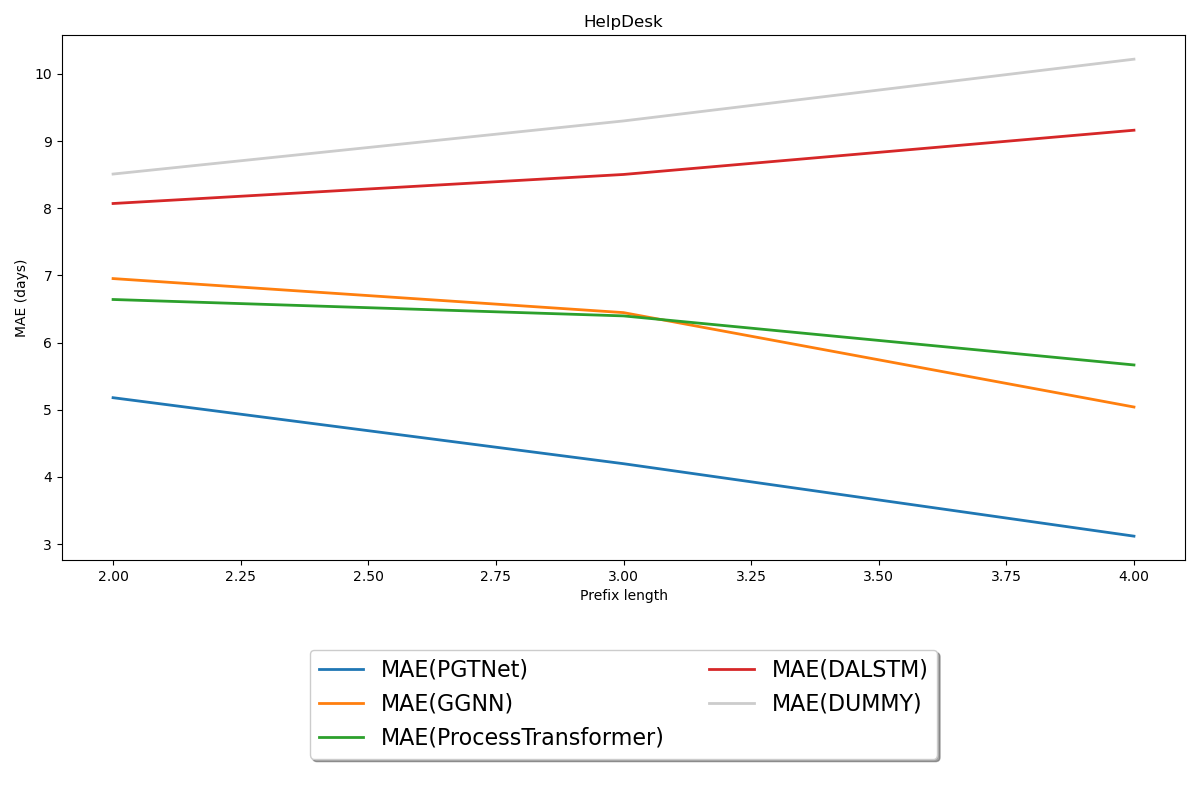 HelpDesk
MAE (days)
10
9
8
7
6
5
4
3
2.00 2.25 2.50 2.75 3.00 3.25 3.50 3.75 4.00
Prefix length
MAE(PGTNet)
MAE(GGNN)
MAE(ProcessTransformer)
MAE(DALSTM)
MAE(DUMMY)